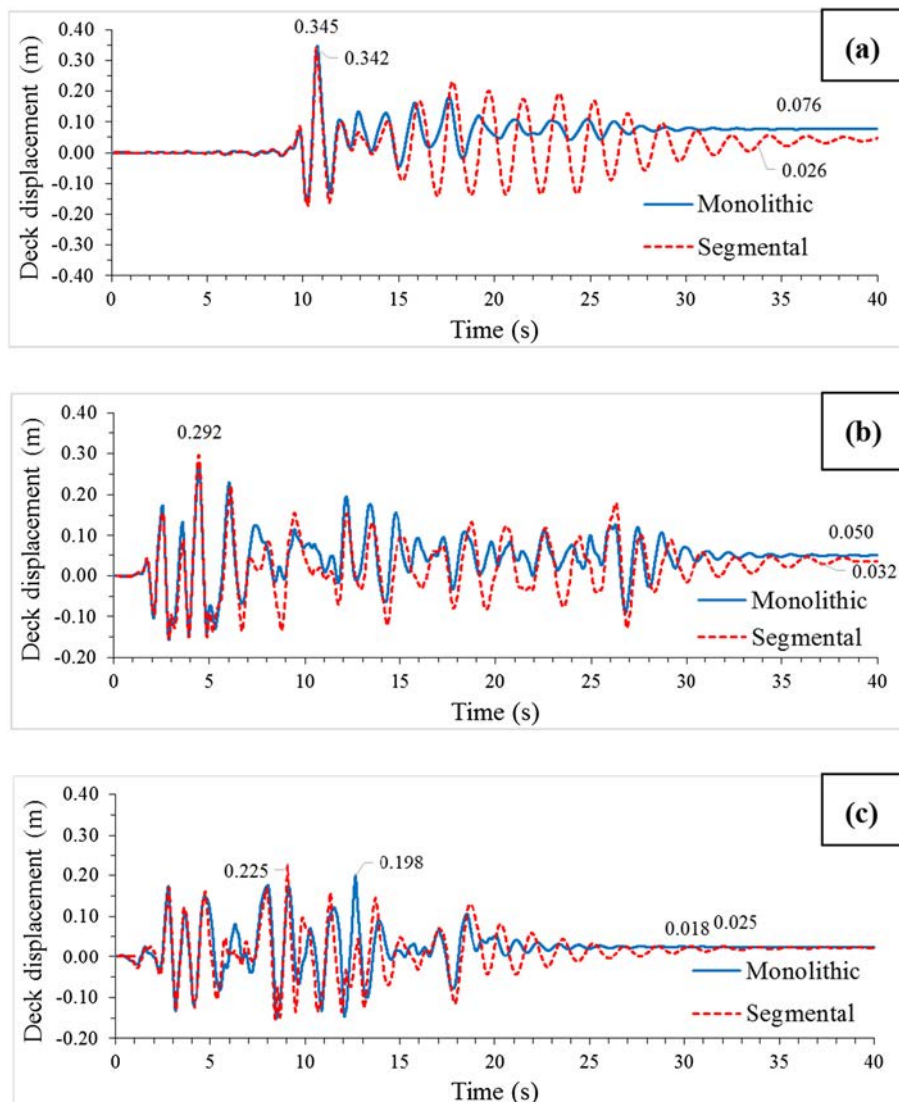 (a)
Deck displacement (m)
0.40
0.30
0.20
0.10
0.00
-0.10
-0.20
-0.30
-0.40
0.345
0.342
0.076
0.026
Monolithic
Segmental
0 5 10 15 20 25 30 35 40
Time (s)
(b)
Deck displacement (m)
0.40
0.30
0.20
0.10
0.00
-0.10
-0.20
0.292
0.050
0.032
Monolithic
Segmental
0 5 10 15 20 25 30 35 40
Time (s)
(c)
Deck displacement (m)
0.40
0.30
0.20
0.10
0.00
-0.10
-0.20
0.225
0.198
0.018 0.025
Monolithic
Segmental
0 5 10 15 20 25 30 35 40
Time (s)